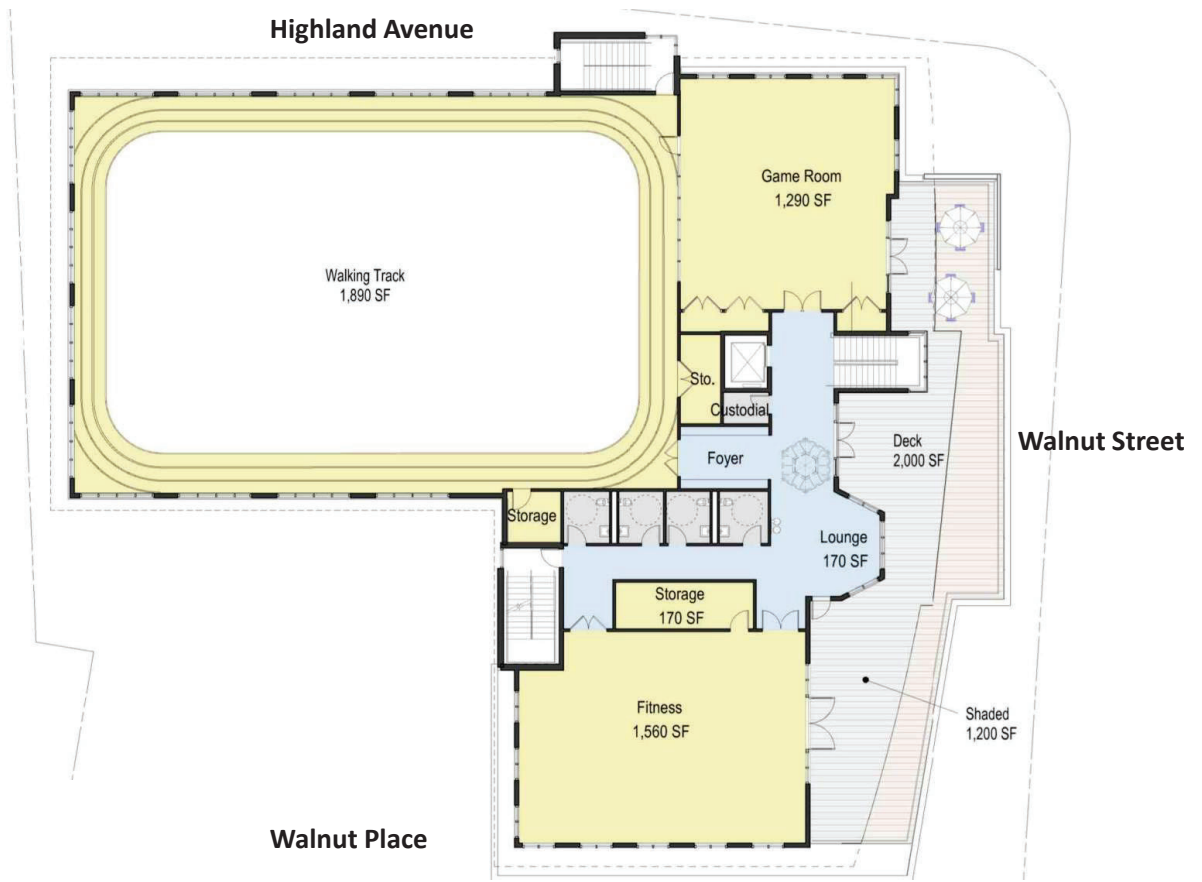 Highland Avenue
Game Room
1,290 SF
Walking Track
1,890 SF
Sto.
Custodial
Deck
2,000 SF
Walnut Street
Foyer
Storage
Lounge
170 SF
Storage
170 SF
Fitness
1,560 SF
Shaded
1,200 SF
Walnut Place